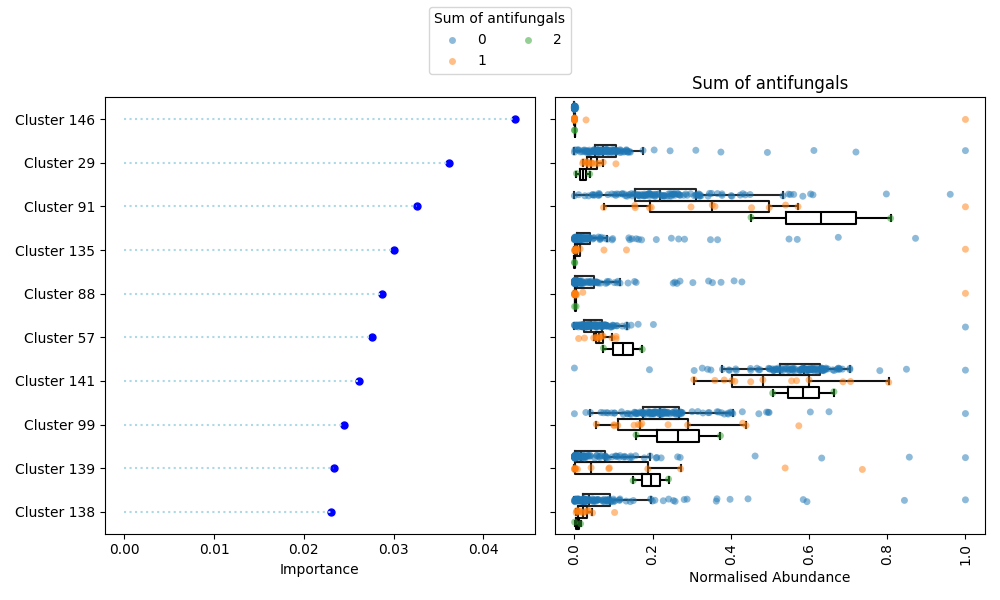 Sum of antifungals
0 2
1
Sum of antifungals
Cluster 146
Cluster 29
Cluster 91
Cluster 135
Cluster 88
Cluster 57
Cluster 141
Cluster 99
Cluster 139
Cluster 138
0.00 0.01 0.02 0.03 0.04
Importance
0.0 0.2 0.4 0.6 0.8 1.0
Normalised Abundance